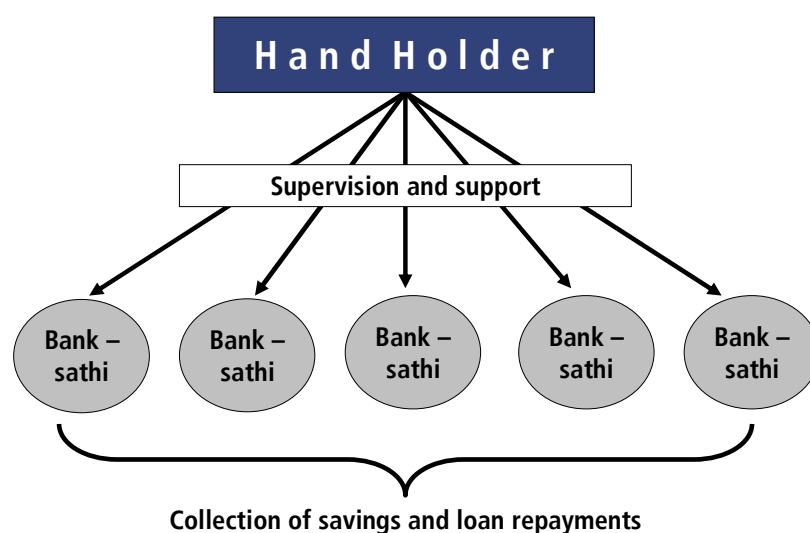 Hand Holder
Supervision and support
Bank –
sathi
Bank –
sathi
Bank –
sathi
Bank –
sathi
Bank –
sathi
Collection of savings and loan repayments